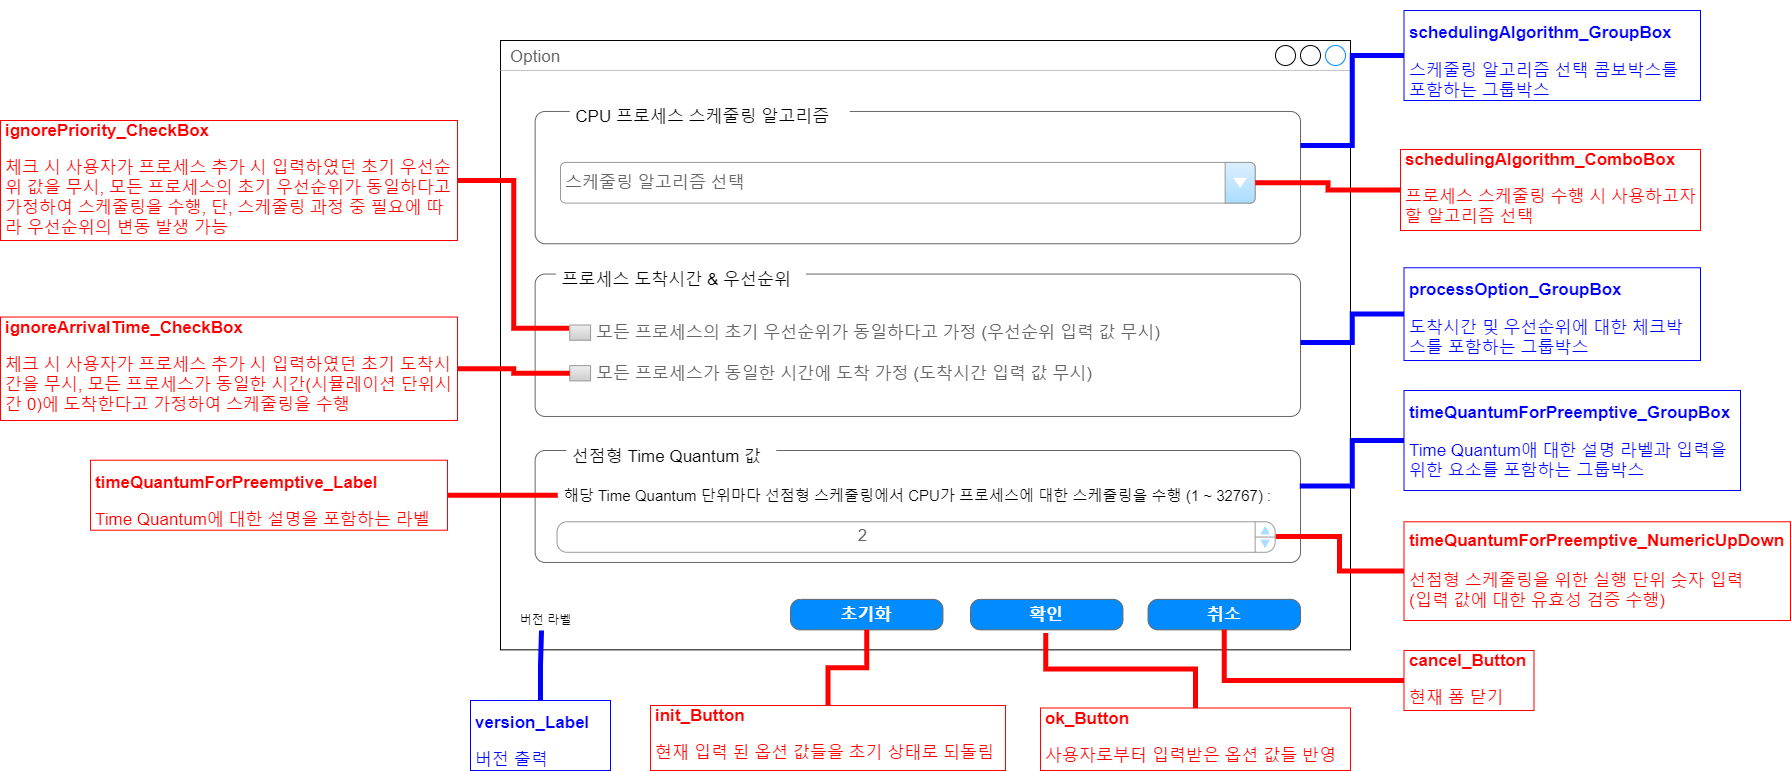 Option
CPU 프로세스 스케줄링 알고리즘
스케줄링 알고리즘 선택
프로세스 도착시간 & 우선순위
모든 프로세스의 초기 우선순위가 동일하다고 가정 (우선순위 입력 값 무시)
모든 프로세스가 동일한 시간에 도착 가정 (도착시간 입력 값 무시)
선점형 Time Quantum 값
해당 Time Quantum 단위마다 선점형 스케줄링에서 CPU가 프로세스에 대한 스케줄링을 수행 (1 ~ 32767) :
2
버전 라벨
초기화
확인
취소
ignorePriority_CheckBox
체크 시 사용자가 프로세스 추가 시 입력하였던 초기 우선순
위 값을 무시, 모든 프로세스의 초기 우선순위가 동일하다고
가정하여 스케줄링을 수행, 단, 스케줄링 과정 중 필요에 따
라 우선순위의 변동 발생 가능
ignoreArrivalTime_CheckBox
체크 시 사용자가 프로세스 추가 시 입력하였던 초기 도착시
간을 무시, 모든 프로세스가 동일한 시간(시뮬레이션 단위시
간 0)에 도착한다고 가정하여 스케줄링을 수행
timeQuantumForPreemptive_Label
Time Quantum에 대한 설명을 포함하는 라벨
schedulingAlgorithm_GroupBox
스케줄링 알고리즘 선택 콤보박스를
포함하는 그룹박스
schedulingAlgorithm_ComboBox
프로세스 스케줄링 수행 시 사용하고자
할 알고리즘 선택
processOption_GroupBox
도착시간 및 우선순위에 대한 체크박
스를 포함하는 그룹박스
timeQuantumForPreemptive_GroupBox
Time Quantum애 대한 설명 라벨과 입력을
위한 요소를 포함하는 그룹박스
timeQuantumForPreemptive_NumericUpDown
선점형 스케줄링을 위한 실행 단위 숫자 입력
(입력 값에 대한 유효성 검증 수행)
cancel_Button
현재 폼 닫기
version_Label
버전 출력
init_Button
현재 입력 된 옵션 값들을 초기 상태로 되돌림
ok_Button
사용자로부터 입력받은 옵션 값들 반영